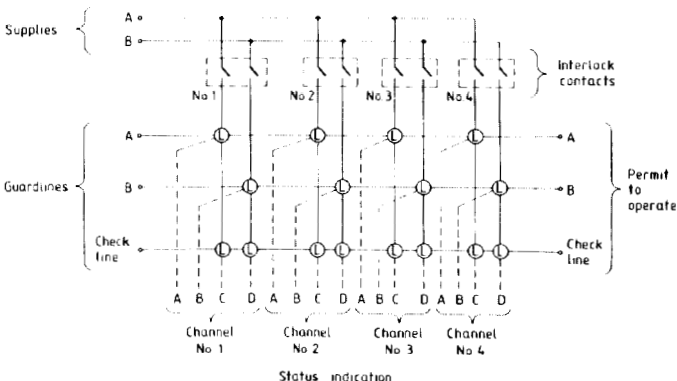 Supplies
A
B
Interlock
contacts
No 1
No 2
No 3
No 4
Guardlines
A
L
L
L
L
A
B
L
L
L
L
B
Permit
to
operate
Check
line
L
L
L
L
L
L
L
L
Check
line
A B C D A B C D A B C D A B C D
Channel
No 1
Channel
No 2
Channel
No 3
Channel
No 4
Status indication